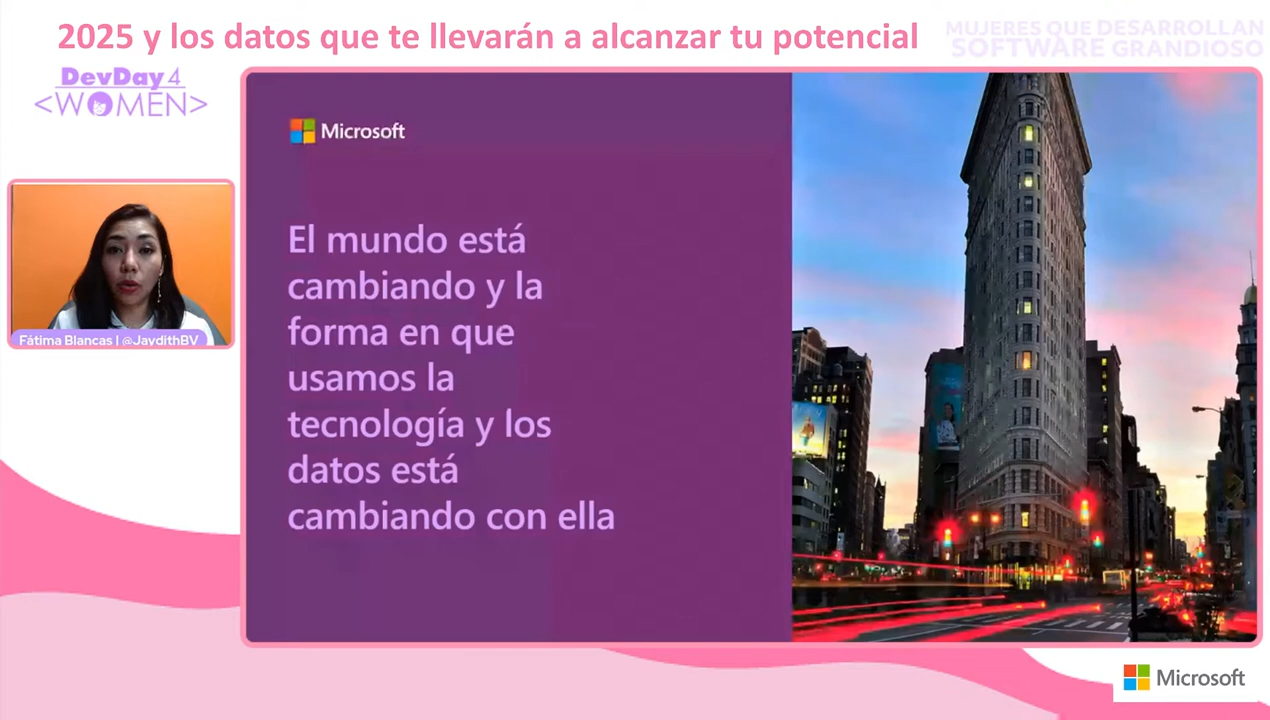 2025 y los datos que te llevarán a alcanzar tu potencial
MUJERES QUE DESARROLLAN
SOFTWARE GRANDIOSO
DevDay4
<WOMEN>
Microsoft
El mundo está
cambiando y la
forma en que
usamos la
tecnología y los
datos está
cambiando con ella
Fátima Blancas | @JaydithBV
Microsoft